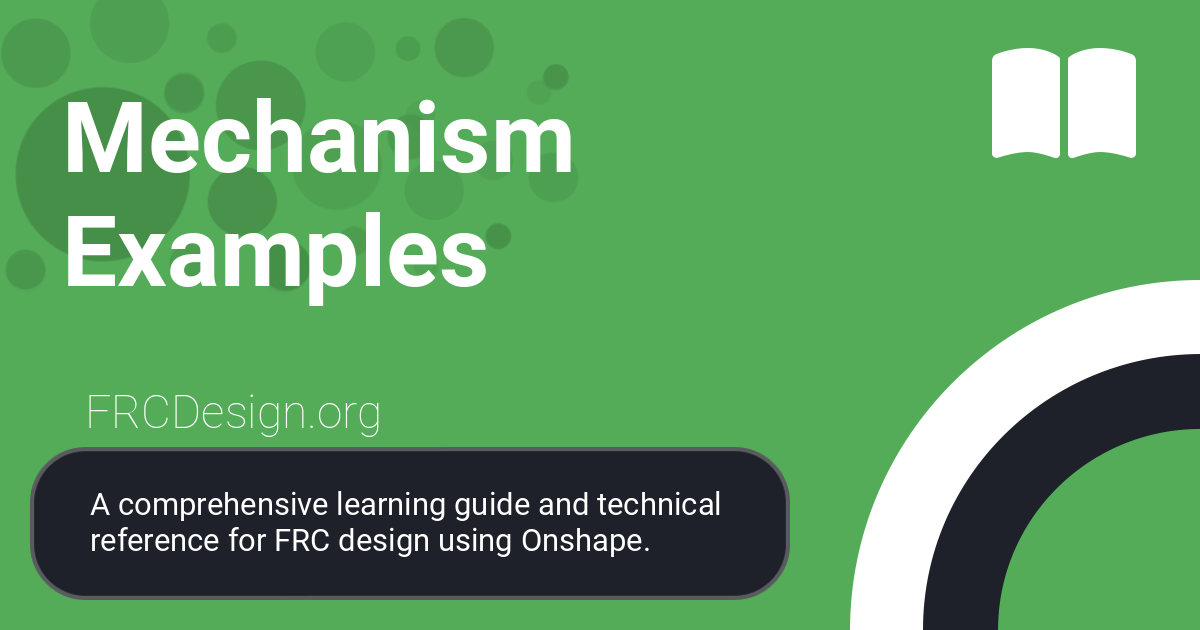 Mechanism
Examples
FRCDesign.org
A comprehensive learning guide and technical
reference for FRC design using Onshape.